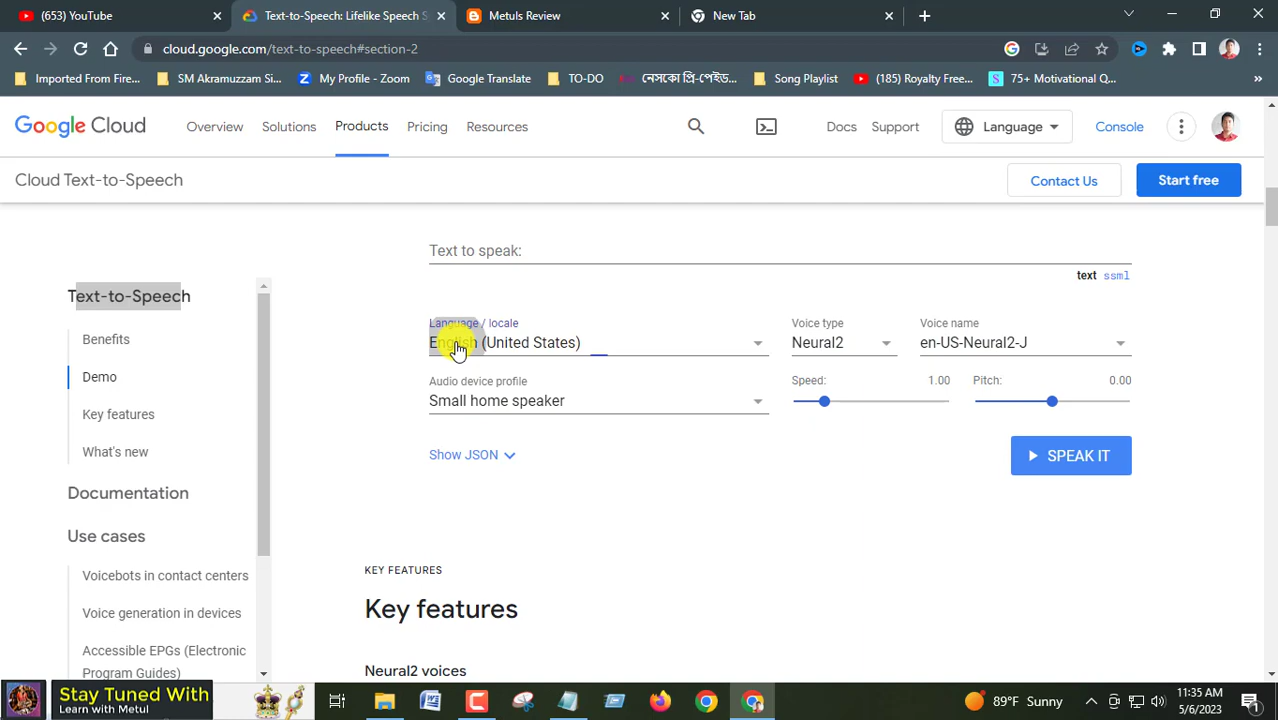 (653) YouTube
Text-to-Speech: Lifelike Speech S
Metuls Review
New Tab
cloud.google.com/text-to-speech#section-2
Imported From Fire...
SM Akramuzzam Si...
My Profile - Zoom
Google Translate
TO-DO
নেসকো প্রি-পেইড...
Song Playlist
(185) Royalty Free...
75+ Motivational Q...
Google Cloud
Overview
Solutions
Products
Pricing
Resources
Docs
Support
Language
Console
Cloud Text-to-Speech
Contact Us
Start free
Text to speak:
text ssml
Text-to-Speech
Benefits
Demo
Key features
What's new
Documentation
Use cases
Voicebots in contact centers
Voice generation in devices
Accessible EPGs (Electronic
Program Guides)
Language / locale
English (United States)
Voice type
Neural2
Voice name
en-US-Neural2-J
Audio device profile
Small home speaker
Speed: 1.00
Pitch: 0.00
Show JSON
SPEAK IT
KEY FEATURES
Key features
Neural2 voices
Stay Tuned With
Learn with Metul
89°F Sunny
11:35 AM
5/6/2023
1